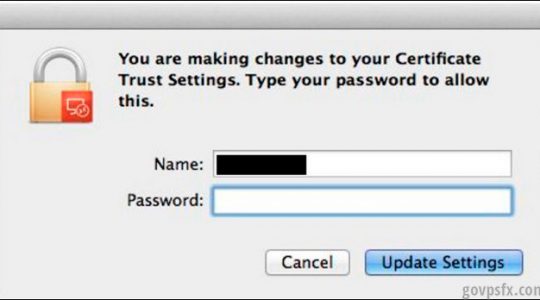 You are making changes to your Certificate
Trust Settings. Type your password to allow
this.
Name:
Password:
Cancel
Update Settings
govpsfx.com